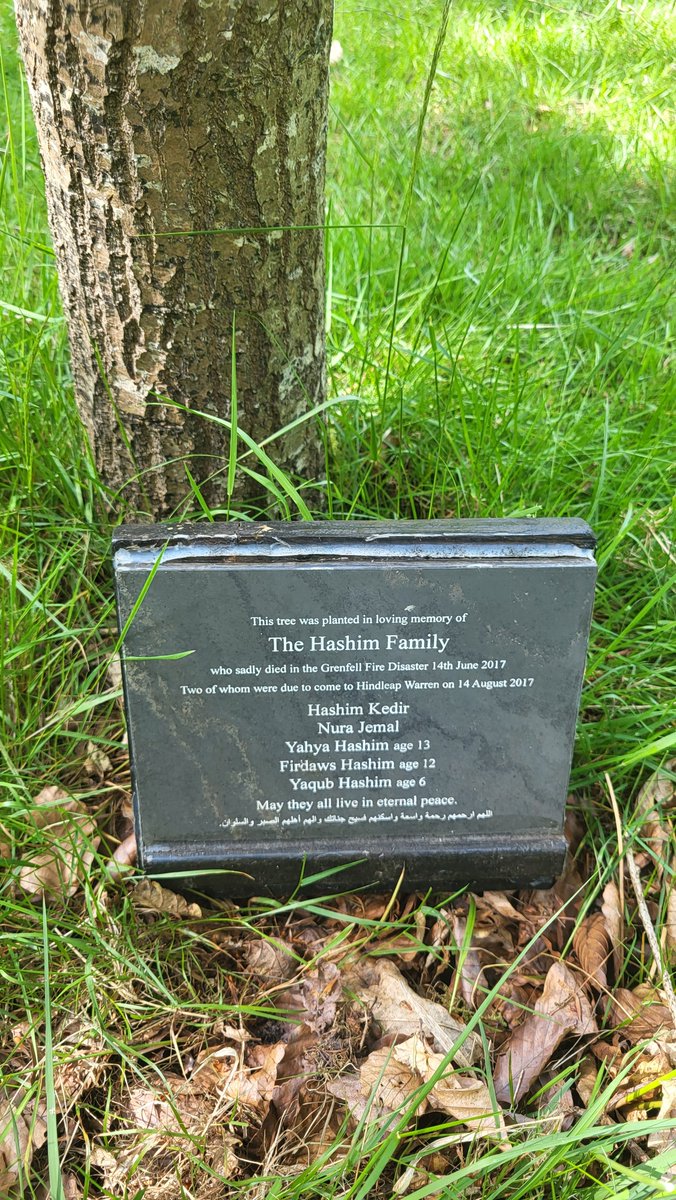 This tree was planted in loving memory of
The Hashim Family
who sadly died in the Grenfell Fire Disaster 14th June 2017
Two of whom were due to come to Hindleap Warren on 14 August 2017
Hashim Kedir
Nura Jemal
Yahya Hashim age 13
Firdaws Hashim age 12
Yaqub Hashim age 6
May they all live in eternal peace.
اللهم ارحمهم رحمة واسعة واسكنهم فسيح جناتك والهم أهلهم الصبر والسلوان.